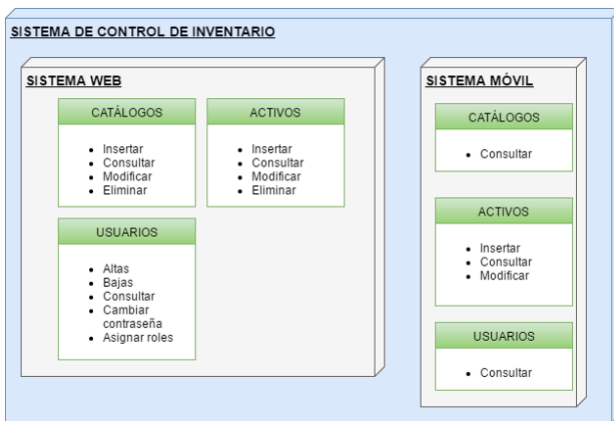 SISTEMA DE CONTROL DE INVENTARIO
SISTEMA WEB
CATÁLOGOS
Insertar
Consultar
Modificar
Eliminar
ACTIVOS
Insertar
Consultar
Modificar
Eliminar
USUARIOS
Altas
Bajas
Consultar
Cambiar
contraseña
Asignar roles
SISTEMA MÓVIL
CATÁLOGOS
Consultar
ACTIVOS
Insertar
Consultar
Modificar
USUARIOS
Consultar